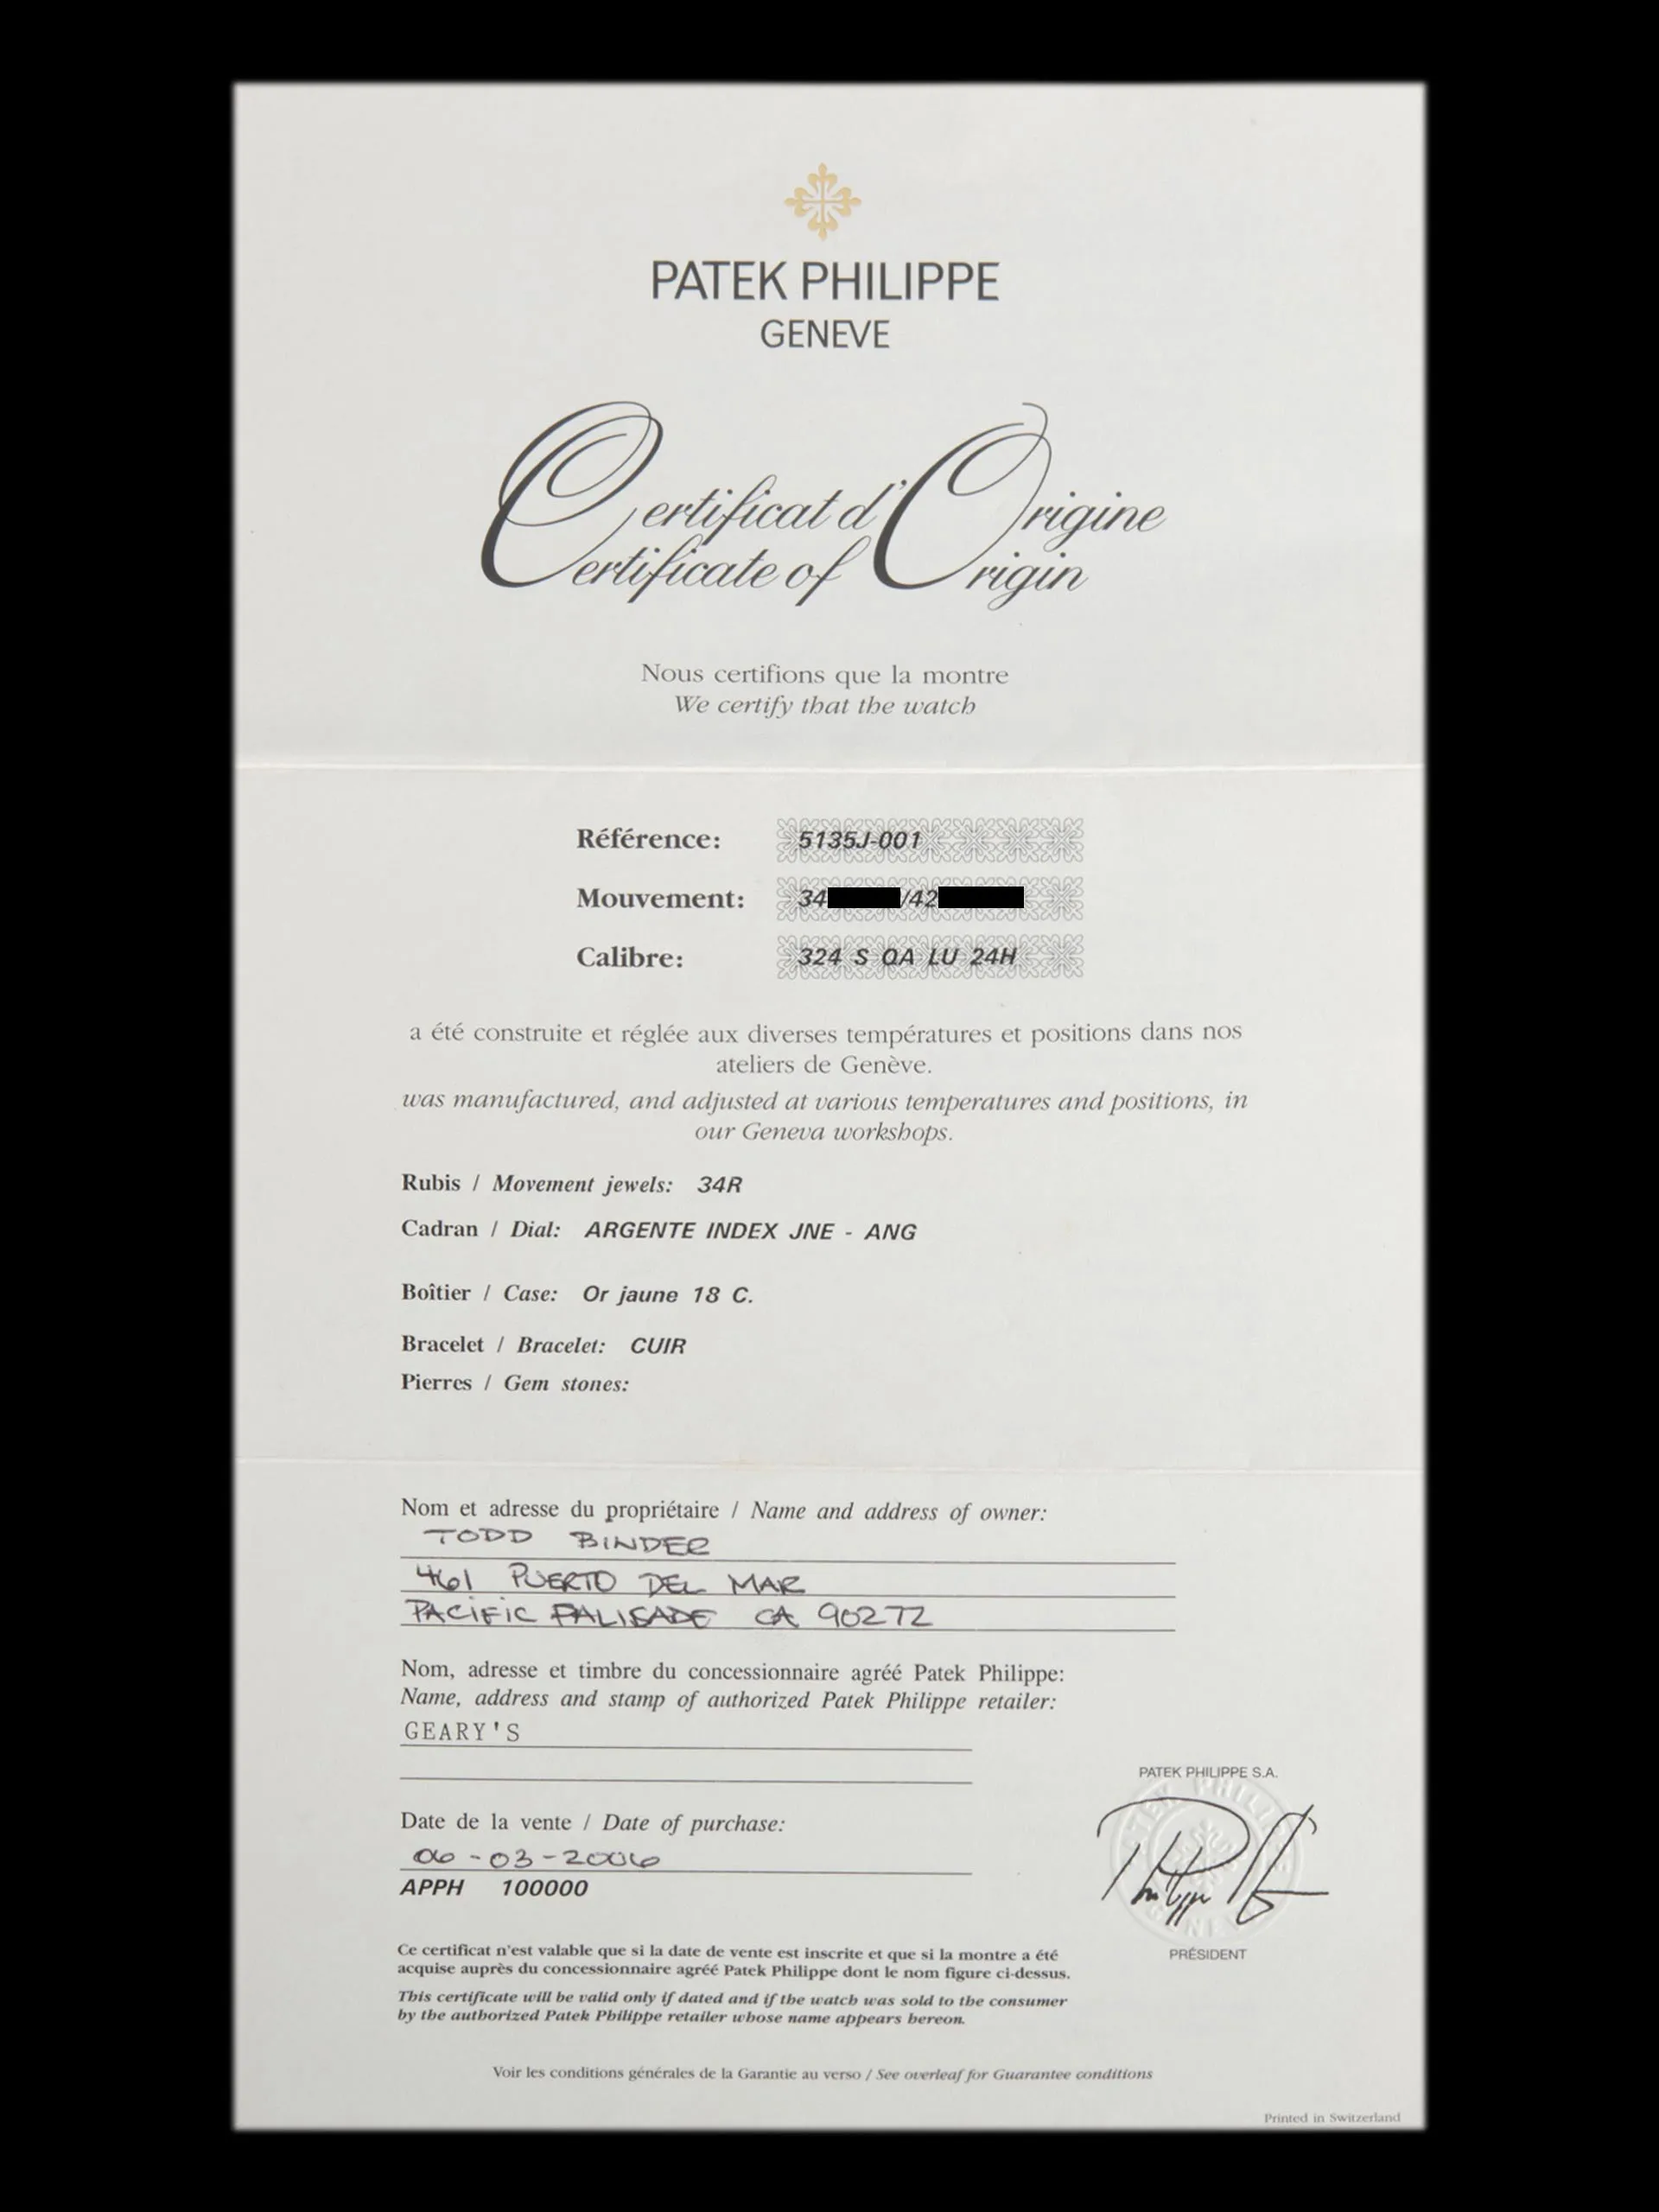 PATEK PHILIPPE
GENEVE
Certificat d'Origine
Certificate of Origin
Nous certifions que la montre
We certify that the watch
Référence: 5135J-001
Mouvement: 34 /42
Calibre: 324 S QA LU 24H
a été construite et réglée aux diverses températures et positions dans nos
ateliers de Genève.
was manufactured, and adjusted at various temperatures and positions, in
our Geneva workshops.
Rubis / Movement jewels: 34R
Cadran / Dial: ARGENTE INDEX JNE - ANG
Boîtier / Case: Or jaune 18 C.
Bracelet / Bracelet: CUIR
Pierres / Gem stones:
Nom et adresse du propriétaire / Name and address of owner:
TODD BINDER
461 PUERTO DEL MAR
PACIFIC PALISADE CA 90272
Nom, adresse et timbre du concessionnaire agréé Patek Philippe:
Name, address and stamp of authorized Patek Philippe retailer:
GEARY'S
Date de la vente / Date of purchase:
06-03-2006
APPH 100000
PATEK PHILIPPE S.A.
PATEK PHILIPPE
GENEVE
PRÉSIDENT
Ce certificat n'est valable que si la date de vente est inscrite et que si la montre a été
acquise auprès du concessionnaire agréé Patek Philippe dont le nom figure ci-dessus.
This certificate will be valid only if dated and if the watch was sold to the consumer
by the authorized Patek Philippe retailer whose name appears hereon.
Voir les conditions générales de la Garantie au verso / See overleaf for Guarantee conditions
Printed in Switzerland